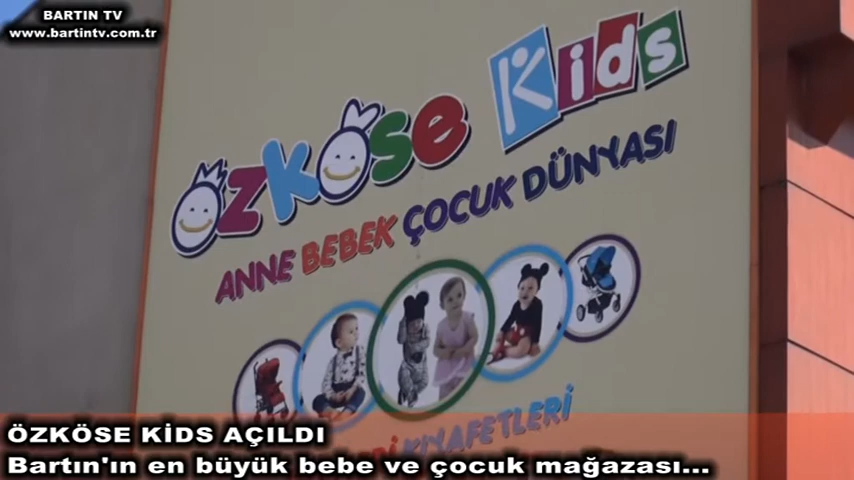 BARTIN TV
www.bartintv.com.tr
özköse Kids
ANNE BEBEK ÇOCUK DÜNYASI
KIYAFETLERİ
ÖZKÖSE KİDS AÇILDI
Bartın'ın en büyük bebe ve çocuk mağazası...